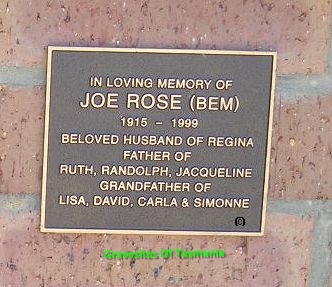 IN LOVING MEMORY OF
JOE ROSE (BEM)
1915 - 1999
BELOVED HUSBAND OF REGINA
FATHER OF
RUTH, RANDOLPH, JACQUELINE
GRANDFATHER OF
LISA, DAVID, CARLA & SIMONNE
Gravesites Of Tasmania